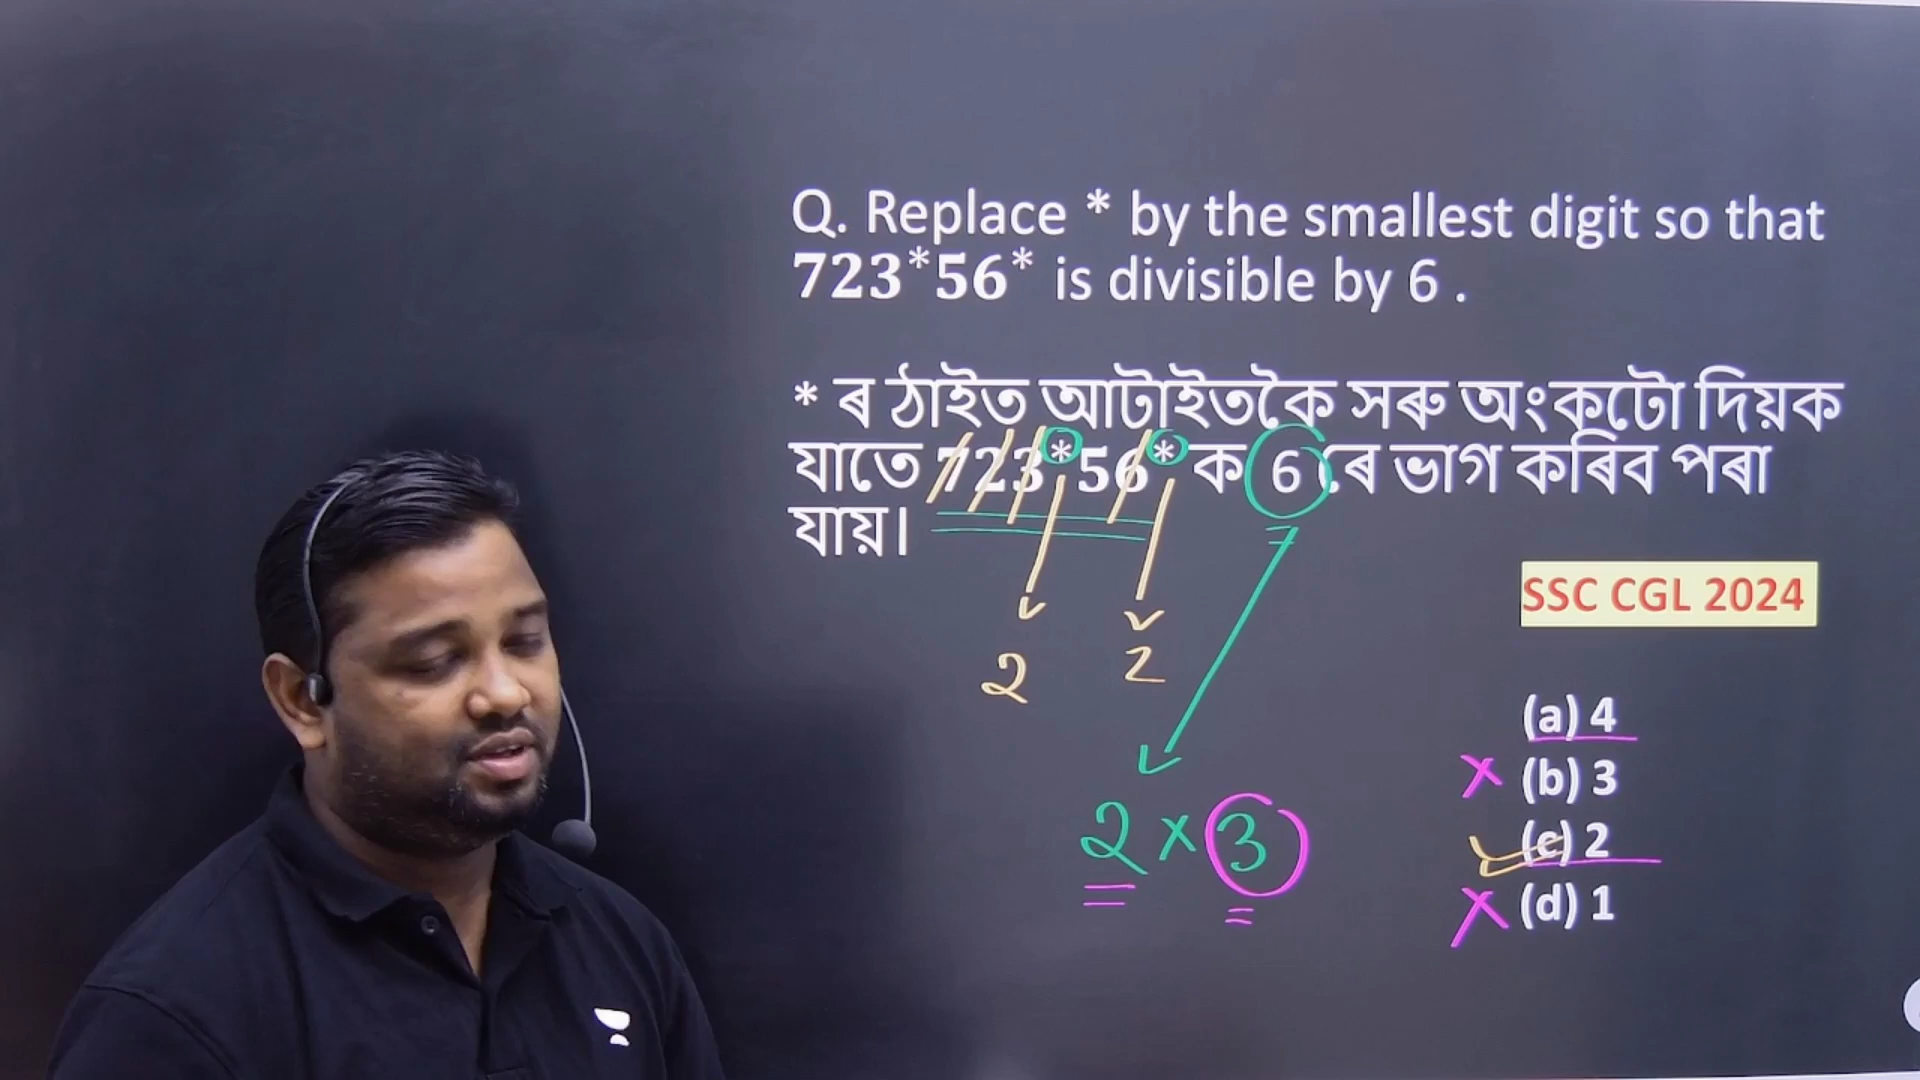 Q. Replace * by the smallest digit so that
723*56* is divisible by 6 .
* ৰ ঠাইত আটাইতকৈ সৰু অংকটো দিয়ক
যাতে 723*56* ক 6 ৰে ভাগ কৰিব পৰা
যায়।
SSC CGL 2024
2 2
(a) 4
(b) 3
2 × 3
(c) 2
(d) 1